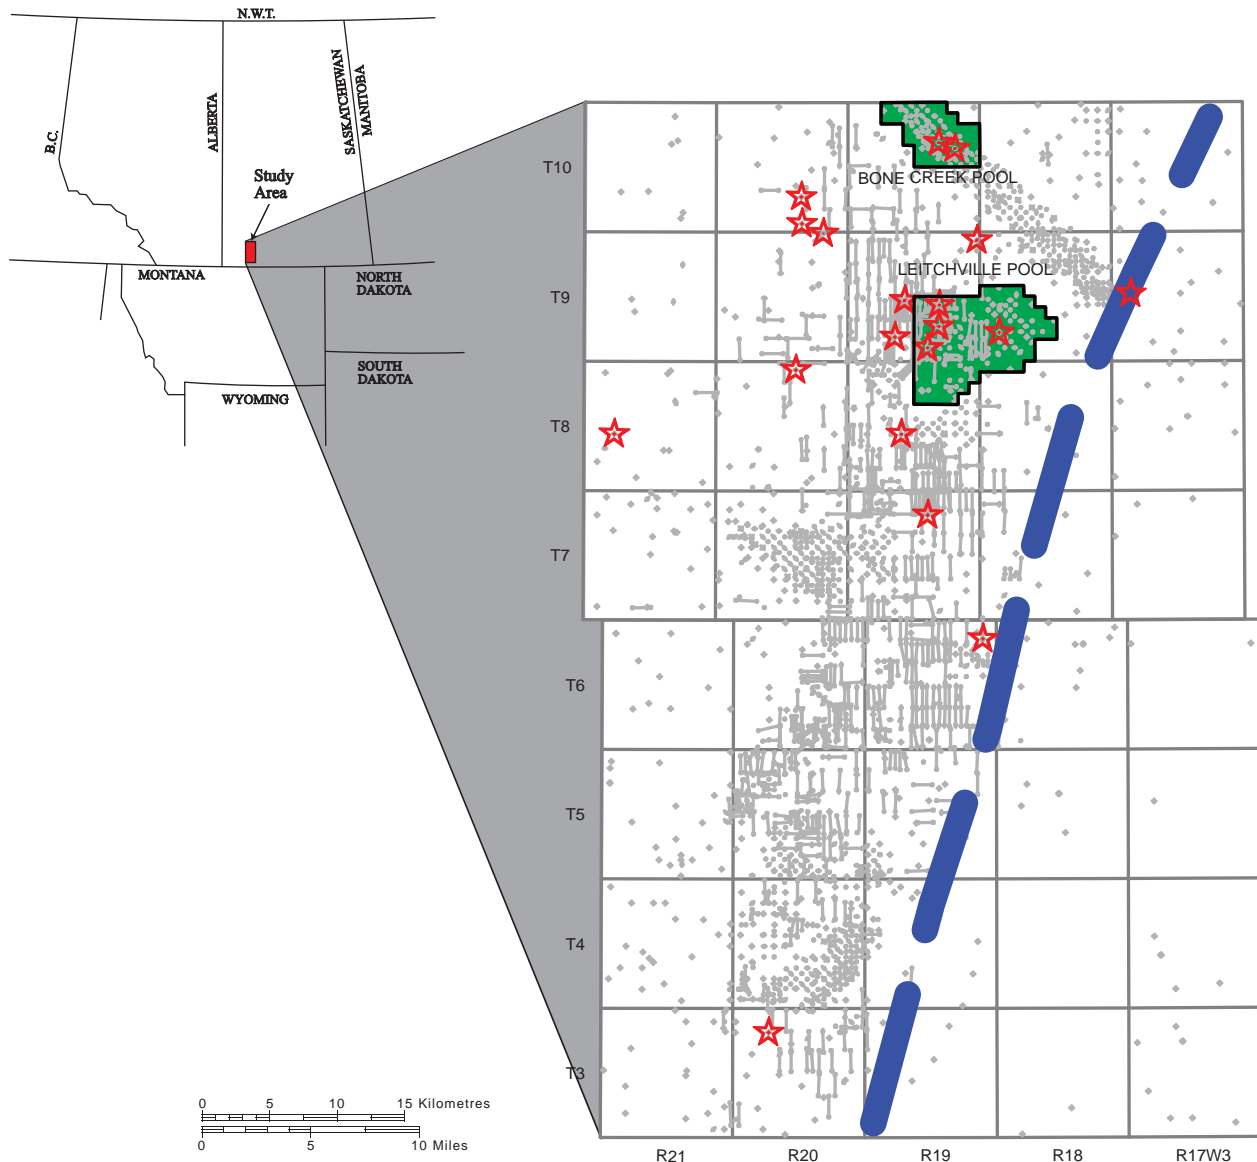 N.W.T.
B.C.
ALBERTA
SASKATCHEWAN
MANITOBA
Study
Area
MONTANA
NORTH
DAKOTA
SOUTH
DAKOTA
WYOMING
T10
BONE CREEK POOL
LEITCHVILLE POOL
T9
T8
T7
T6
T5
T4
T3
0 5 10 15 Kilometres
0 5 10 Miles
R21 R20 R19 R18 R17W3